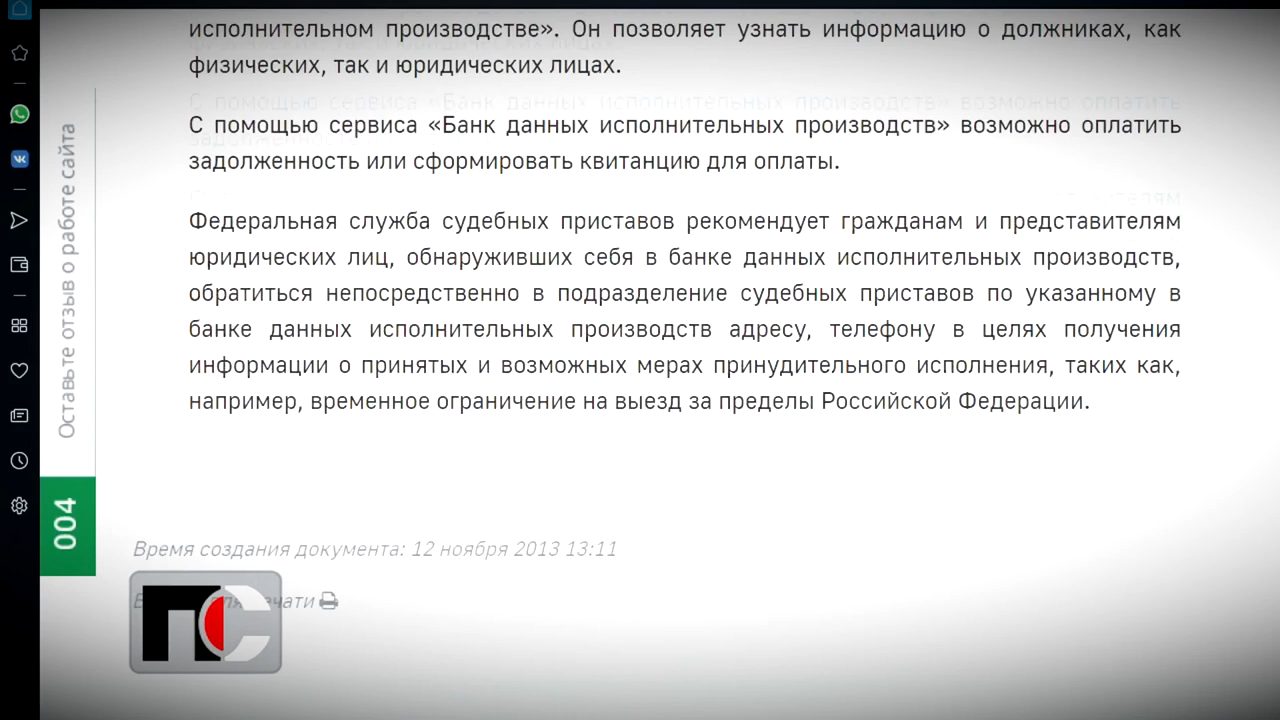 исполнительном производстве». Он позволяет узнать информацию о должниках, как
физических, так и юридических лицах.
С помощью сервиса «Банк данных исполнительных производств» возможно оплатить
задолженность или сформировать квитанцию для оплаты.
Федеральная служба судебных приставов рекомендует гражданам и представителям
юридических лиц, обнаруживших себя в банке данных исполнительных производств,
обратиться непосредственно в подразделение судебных приставов по указанному в
банке данных исполнительных производств адресу, телефону в целях получения
информации о принятых и возможных мерах принудительного исполнения, таких как,
например, временное ограничение на выезд за пределы Российской Федерации.
Оставьте отзыв о работе сайта
004
Время создания документа: 12 ноября 2013 13:11
ПС